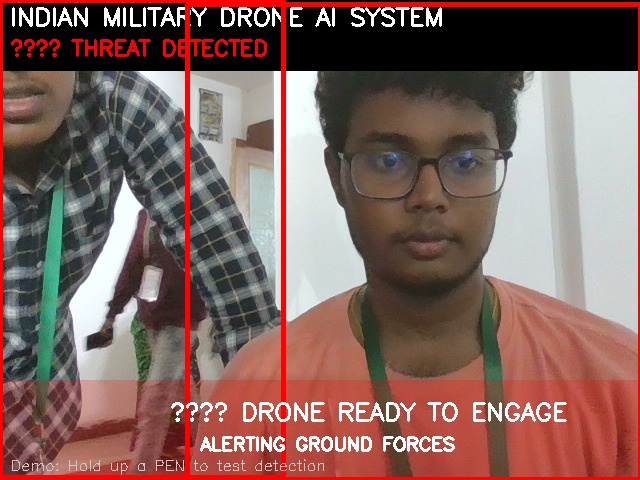 INDIAN MILITARY DRONE AI SYSTEM
???? THREAT DETECTED
???? DRONE READY TO ENGAGE
ALERTING GROUND FORCES
Demo: Hold up a PEN to test detection